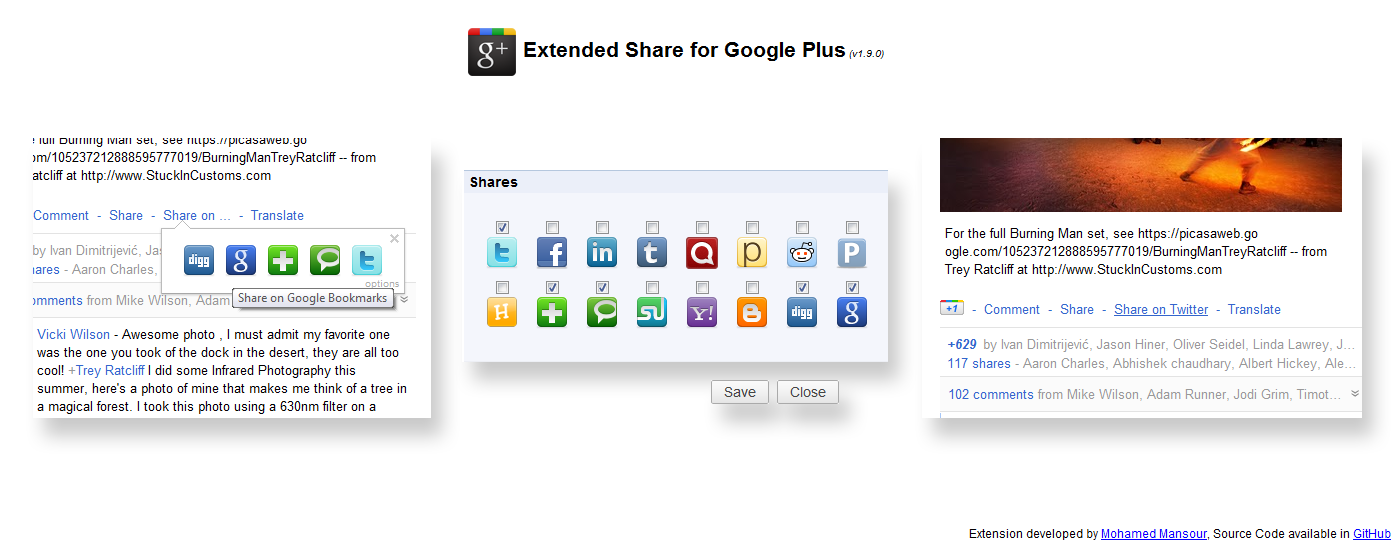 g+ Extended Share for Google Plus (v1.9.0)
e full Burning Man set, see https://picasaweb.go
om/105237212888595777019/BurningManTreyRatcliff -- from
atcliff at http://www.StuckInCustoms.com
Comment - Share - Share on ... - Translate
by Ivan Dimitrijević, Jas
digg g t
ares - Aaron Charles,
options
omments from Mike Wilson, Adam
Share on Google Bookmarks
Vicki Wilson - Awesome photo , I must admit my favorite one
was the one you took of the dock in the desert, they are all too
cool! +Trey Ratcliff I did some Infrared Photography this
summer, here's a photo of mine that makes me think of a tree in
a magical forest. I took this photo using a 630nm filter on a
Shares
t f in t Q p P
H Y! B digg g
Save Close
For the full Burning Man set, see https://picasaweb.go
ogle.com/105237212888595777019/BurningManTreyRatcliff -- from
Trey Ratcliff at http://www.StuckInCustoms.com
+1 - Comment - Share - Share on Twitter - Translate
+629 by Ivan Dimitrijević, Jason Hiner, Oliver Seidel, Linda Lawrey, J...
117 shares - Aaron Charles, Abhishek chaudhary, Albert Hickey, Ale...
102 comments from Mike Wilson, Adam Runner, Jodi Grim, Timot...
Extension developed by Mohamed Mansour, Source Code available in GitHub